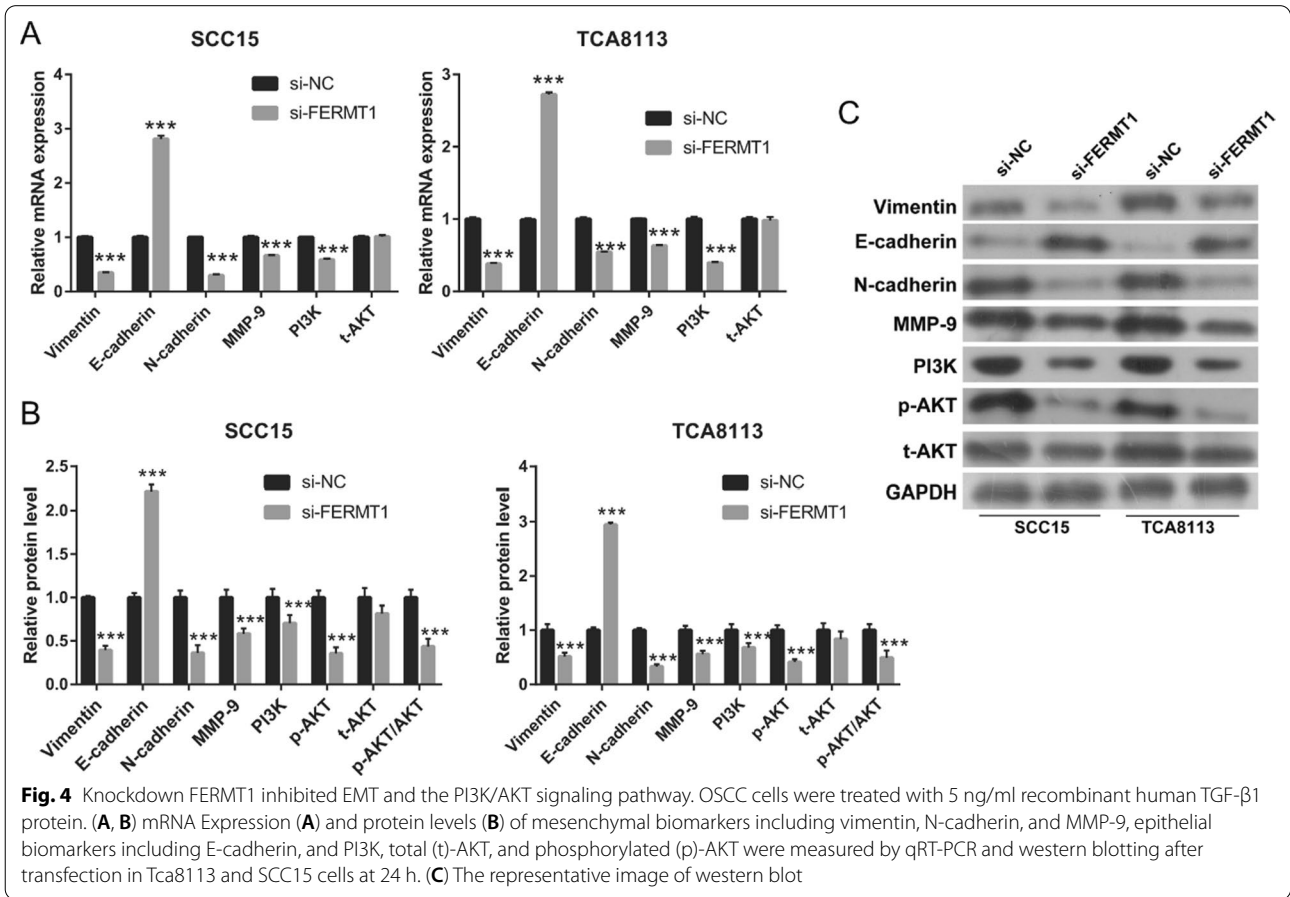 A
SCC15
Relative mRNA expression
4
3
2
1
0
si-NC
si-FERMT1
***
***
***
***
***
Vimentin
E-cadherin
N-cadherin
MMP-9
PI3K
t-AKT
TCA8113
Relative mRNA expression
3
2
1
0
si-NC
si-FERMT1
***
***
***
***
***
Vimentin
E-cadherin
N-cadherin
MMP-9
PI3K
t-AKT
B
SCC15
Relative protein level
2.5
2.0
1.5
1.0
0.5
0.0
si-NC
si-FERMT1
***
***
***
***
***
***
***
Vimentin
E-cadherin
N-cadherin
MMP-9
PI3K
p-AKT
t-AKT
p-AKT/AKT
TCA8113
Relative protein level
4
3
2
1
0
si-NC
si-FERMT1
***
***
***
***
***
***
***
Vimentin
E-cadherin
N-cadherin
MMP-9
PI3K
p-AKT
t-AKT
p-AKT/AKT
C
si-NC
si-FERMT1
si-NC
si-FERMT1
Vimentin
E-cadherin
N-cadherin
MMP-9
PI3K
p-AKT
t-AKT
GAPDH
SCC15
TCA8113
Fig. 4 Knockdown FERMT1 inhibited EMT and the PI3K/AKT signaling pathway. OSCC cells were treated with 5 ng/ml recombinant human TGF-β1
protein. (A, B) mRNA Expression (A) and protein levels (B) of mesenchymal biomarkers including vimentin, N-cadherin, and MMP-9, epithelial
biomarkers including E-cadherin, and PI3K, total (t)-AKT, and phosphorylated (p)-AKT were measured by qRT-PCR and western blotting after
transfection in Tca8113 and SCC15 cells at 24 h. (C) The representative image of western blot